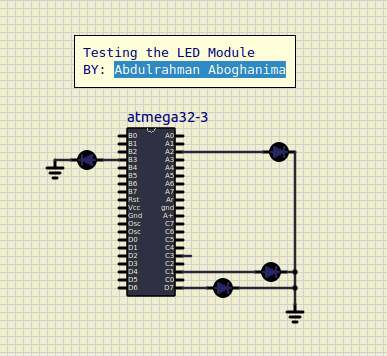 Testing the LED Module
BY: Abdulrahman Aboghanima
atmega32-3
B0 A0
B1 A1
B2 A2
B3 A3
B4 A4
B5 A5
B6 A6
B7 A7
Rst Ar
Vcc gnd
Gnd A+
Osc C7
Osc C6
D0 C5
D1 C4
D2 C3
D3 C2
D4 C1
D5 C0
D6 D7